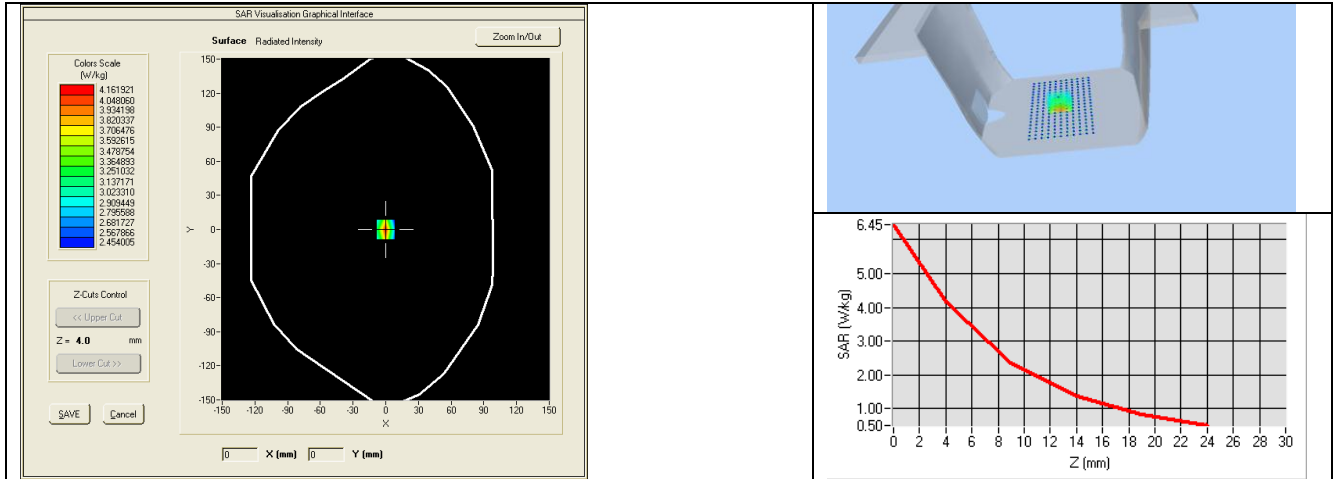 SAR Visualisation Graphical Interface
Surface Radiated Intensity
Zoom In/Out
Colors Scale
(W/kg)
4.161921
4.048060
3.934198
3.820337
3.706476
3.592615
3.478754
3.364893
3.251032
3.137171
3.023310
2.909449
2.795588
2.681727
2.567866
2.454005
Z-Cuts Control
<< Upper Cut
Z = 4.0 mm
Lower Cut >>
SAVE Cancel
150
120
90
60
30
0
-30
-60
-90
-120
-150
Y
-150 -120 -90 -60 -30 0 30 60 90 120 150
X
0 X (mm) 0 Y (mm)
6.45
5.00
4.00
3.00
2.00
1.00
0.50
SAR (W/kg)
0 2 4 6 8 10 12 14 16 18 20 22 24 26 28 30
Z (mm)